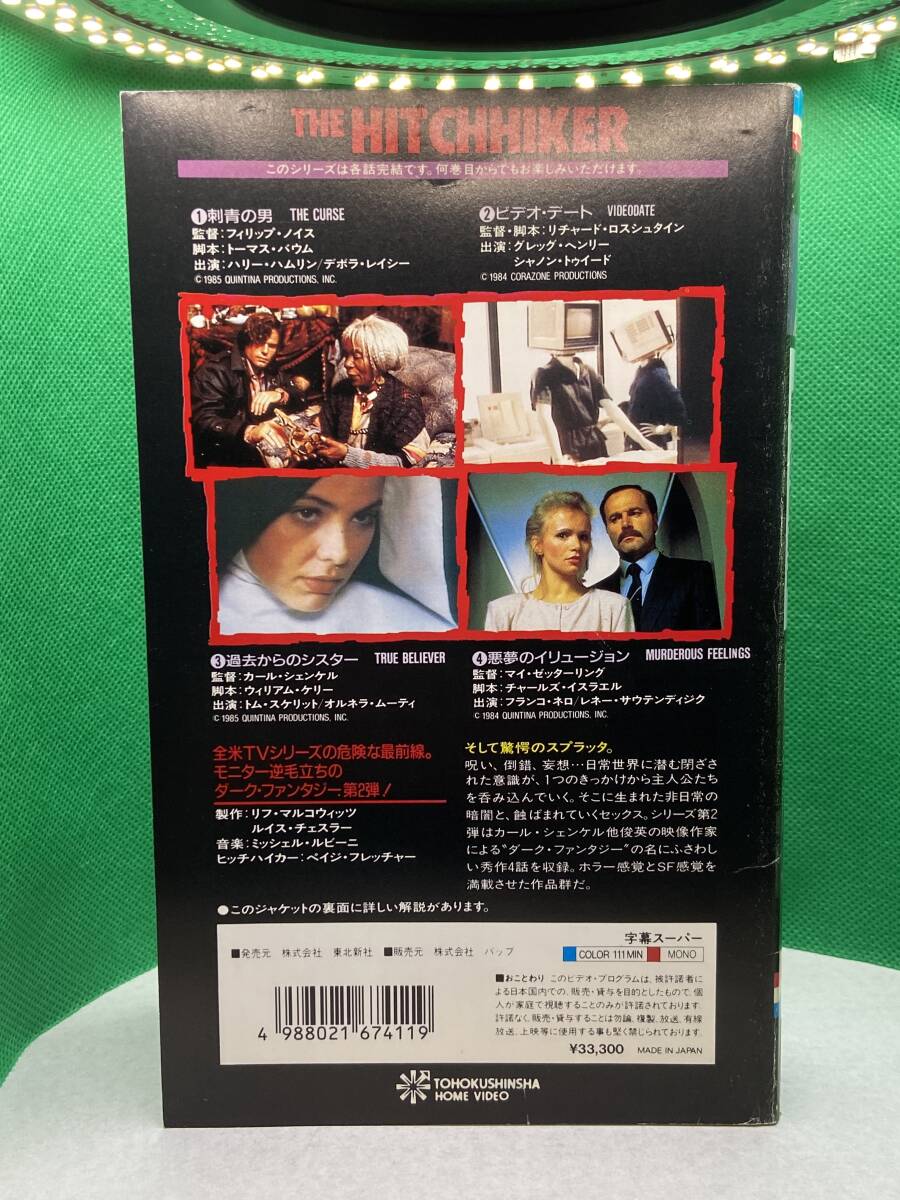 THE HITCHHIKER
このシリーズは各話完結です。何巻目からでもお楽しみいただけます。
❶刺青の男 THE CURSE
監督：フィリップ・ノイス
脚本：トーマス・バウム
出演：ハリー・ハムリン/デボラ・レイシー
© 1985 QUINTINA PRODUCTIONS, INC.
❷ビデオ・デート VIDEODATE
監督・脚本：リチャード・ロスシュタイン
出演：グレッグ・ヘンリー
シャノン・トゥイード
© 1984 CORAZONE PRODUCTIONS
❸過去からのシスター TRUE BELIEVER
監督：カール・シェンケル
脚本：ウィリアム・ケリー
出演：トム・スケリット/オルネラ・ムーティ
© 1985 QUINTINA PRODUCTIONS, INC.
❹悪夢のイリュージョン MURDEROUS FEELINGS
監督：マイ・ゼッターリング
脚本：チャールズ・イスラエル
出演：フランコ・ネロ/レネー・サウテンディジク
© 1984 QUINTINA PRODUCTIONS, INC.
全米TVシリーズの危険な最前線。
モニター逆毛立ちの
ダーク・ファンタジー、第2弾！
製作：リフ・マルコウィッツ
ルイス・チェスラー
音楽：ミッシェル・ルビーニ
ヒッチハイカー：ペイジ・フレッチャー
そして驚愕のスプラッタ。
呪い、倒錯、妄想…日常世界に潜む閉ざさ
れた意識が、1つのきっかけから主人公たち
を呑み込んでいく。そこに生まれた非日常の
暗闇と、蝕ばまれていくセックス。シリーズ第2
弾はカール・シェンケル他俊英の映像作家
による“ダーク・ファンタジー”の名にふさわし
い秀作4話を収録。ホラー感覚とSF感覚を
満載させた作品群だ。
●このジャケットの裏面に詳しい解説があります。
■発売元 株式会社 東北新社 ■販売元 株式会社 バップ
字幕スーパー
COLOR 111 MIN MONO
■おことわり このビデオ・プログラムは、被許諾者に
よる日本国内での、販売・貸与を目的としたもので、個
人が家庭で視聴することのみが許諾されております。
許諾なく、販売・貸与することは勿論、複製、放送、有線
放送、上映等に使用する事も堅く禁じられております。
4 988021 674119
¥33,300 MADE IN JAPAN
TOHOKUSHINSHA
HOME VIDEO